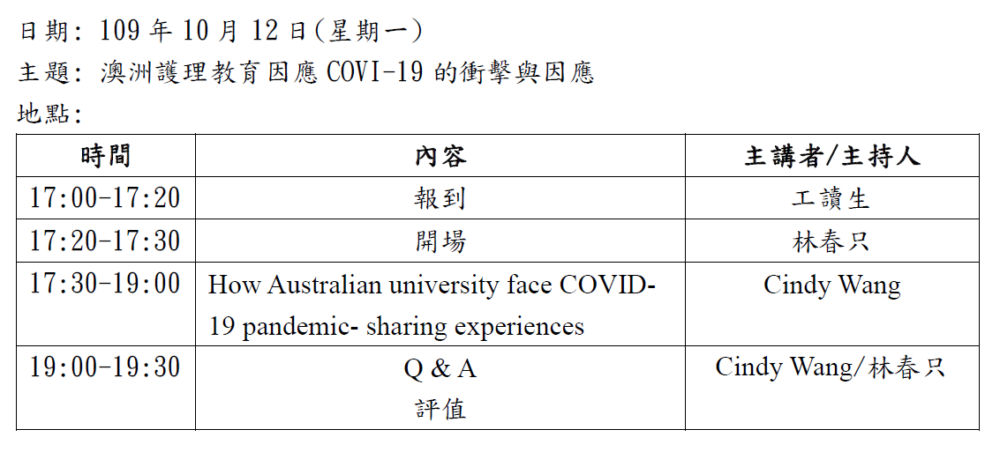 日期: 109 年 10 月 12 日(星期一)
主題: 澳洲護理教育因應 COVI-19 的衝擊與因應
地點:
時間 內容 主講者/主持人
17:00-17:20 報到 工讀生
17:20-17:30 開場 林春只
17:30-19:00 How Australian university face COVID- Cindy Wang
19 pandemic- sharing experiences
19:00-19:30 Q & A Cindy Wang/林春只
評值